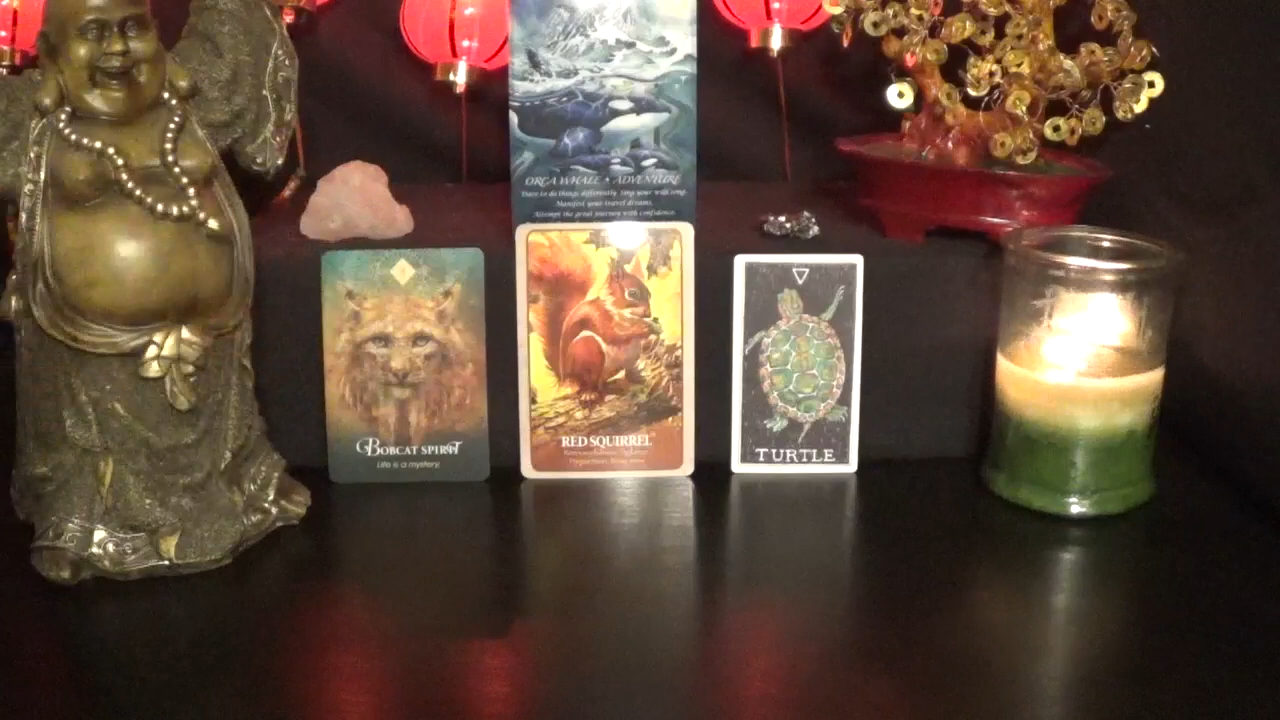 ORCA WHALE • ADVENTURE
Dare to do things differently. Sing your wild song.
Manifest your travel dreams.
Attempt the great journey with confidence.
BOBCAT SPIRIT
Life is a mystery.
RED SQUIRREL
TURTLE